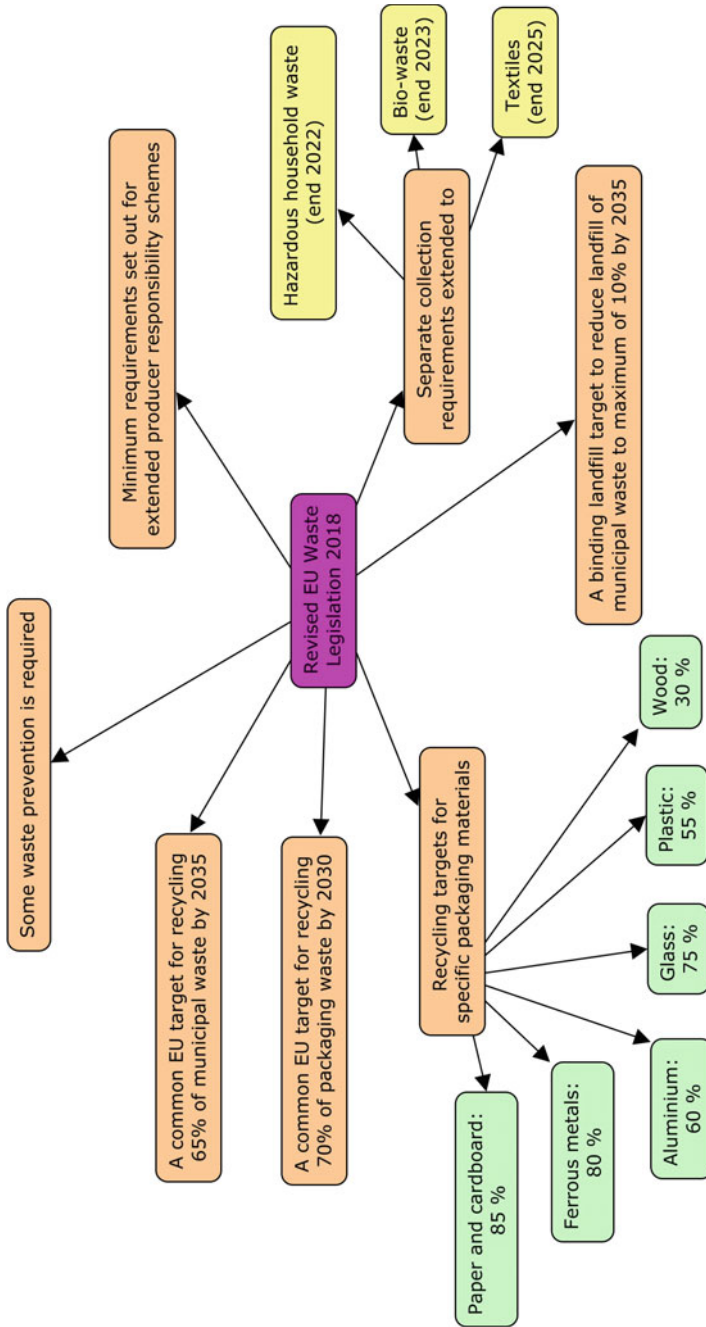 Some waste prevention is required
Minimum requirements set out for
extended producer responsibility schemes
A common EU target for recycling
65% of municipal waste by 2035
A common EU target for recycling
70% of packaging waste by 2030
Revised EU Waste
Legislation 2018
Hazardous household waste
(end 2022)
Bio-waste
(end 2023)
Textiles
(end 2025)
Separate collection
requirements extended to
Recycling targets for
specific packaging materials
A binding landfill target to reduce landfill of
municipal waste to maximum of 10% by 2035
Paper and cardboard:
85 %
Ferrous metals:
80 %
Aluminium:
60 %
Glass:
75 %
Plastic:
55 %
Wood:
30 %